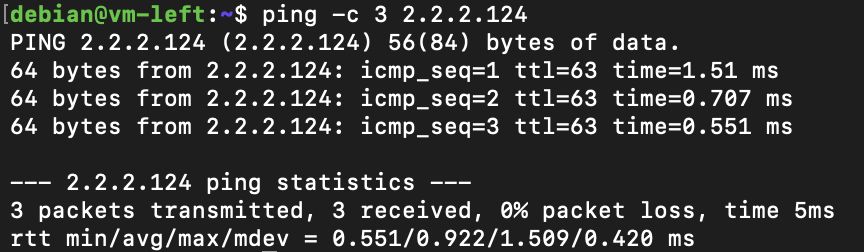 [debian@vm-left:~$ ping -c 3 2.2.2.124
PING 2.2.2.124 (2.2.2.124) 56(84) bytes of data.
64 bytes from 2.2.2.124: icmp_seq=1 ttl=63 time=1.51 ms
64 bytes from 2.2.2.124: icmp_seq=2 ttl=63 time=0.707 ms
64 bytes from 2.2.2.124: icmp_seq=3 ttl=63 time=0.551 ms
--- 2.2.2.124 ping statistics ---
3 packets transmitted, 3 received, 0% packet loss, time 5ms
rtt min/avg/max/mdev = 0.551/0.922/1.509/0.420 ms